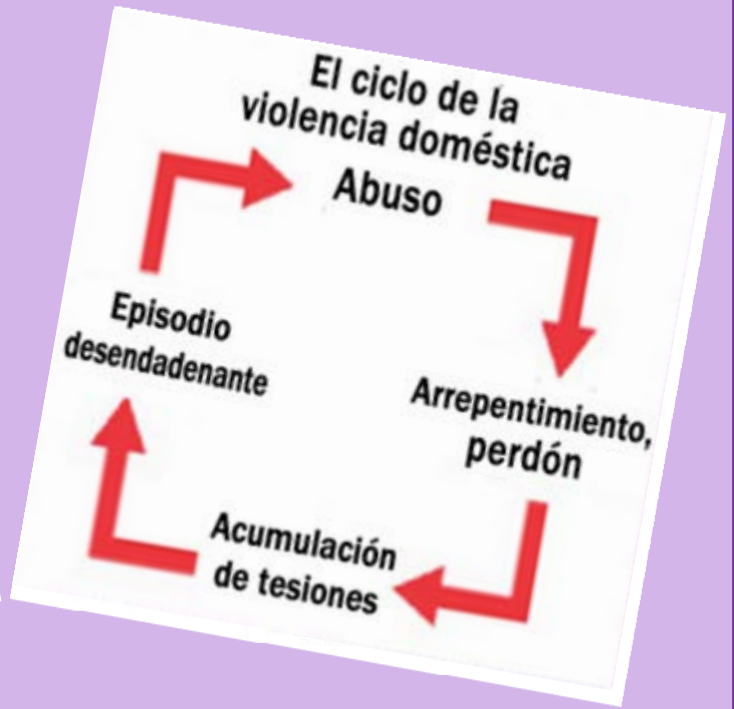 El ciclo de la
violencia doméstica
Abuso
Episodio
desendadenante
Arrepentimiento,
perdón
Acumulación
de tesiones